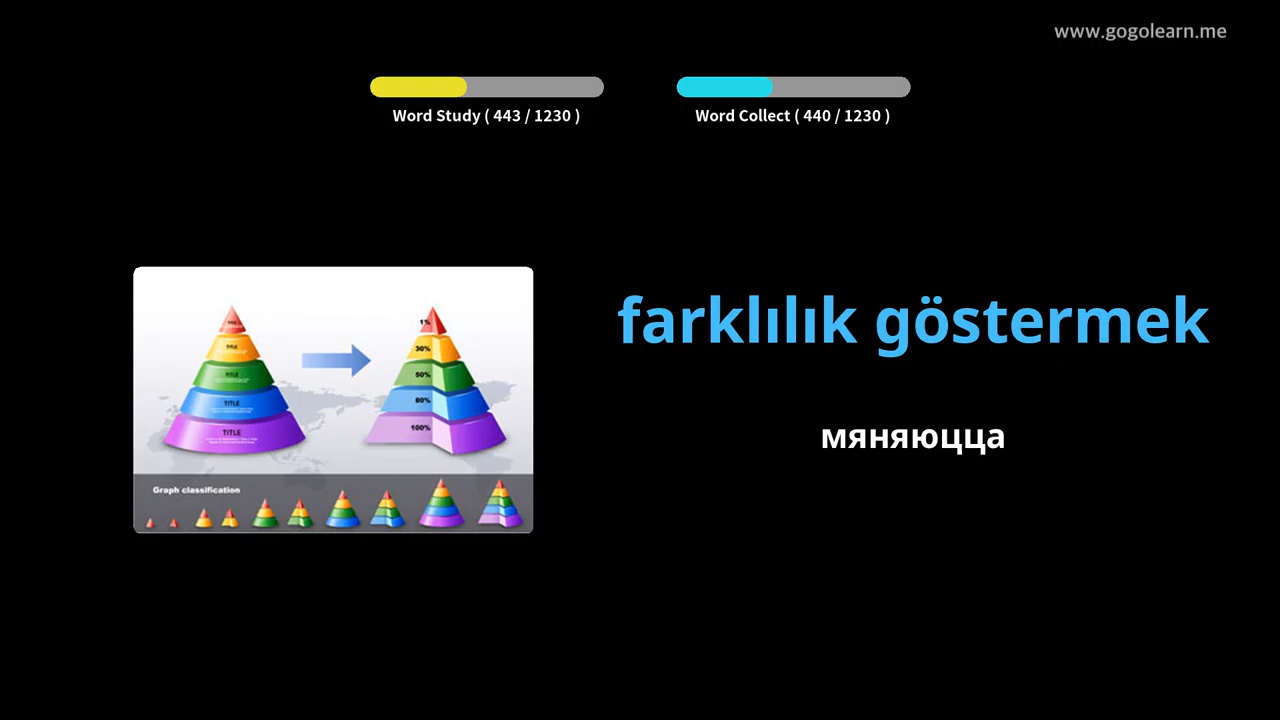 www.gogolearn.me
Word Study ( 443 / 1230 )
Word Collect ( 440 / 1230 )
farklılık göstermek
мяняюцца
TITLE
TITLE
TITLE
TITLE
1%
30%
50%
80%
100%
Graph classification